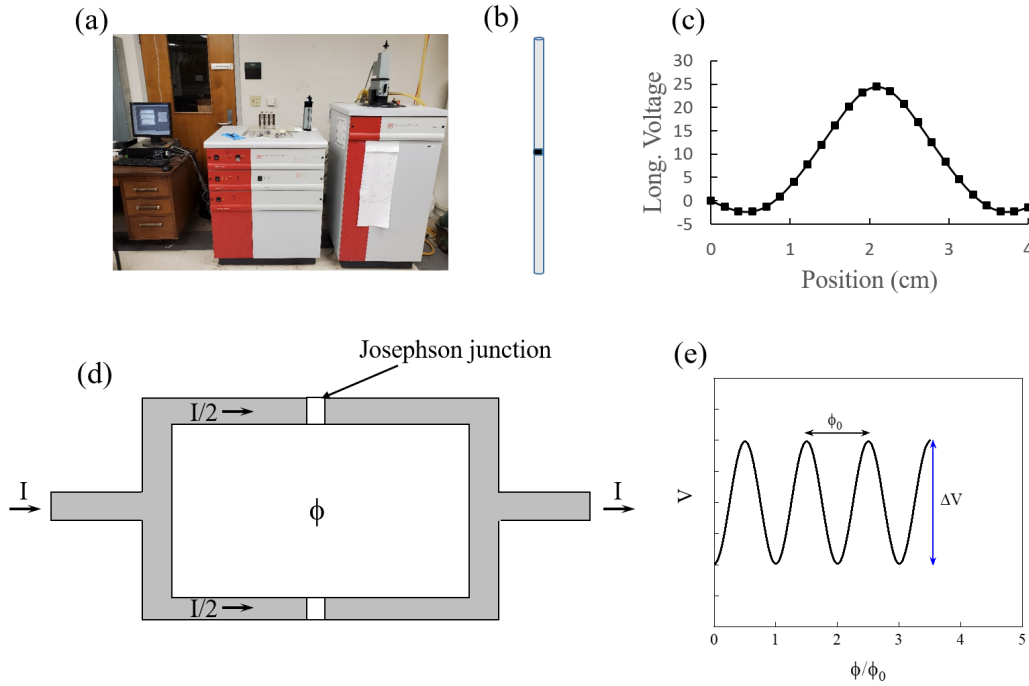 (a)
(b)
(c)
Long. Voltage
30
25
20
15
10
5
0
-5
0 1 2 3 4
Position (cm)
(d)
Josephson junction
I/2
I
ϕ
I
I/2
(e)
V
ϕ₀
ΔV
0 1 2 3 4 5
ϕ/ϕ₀